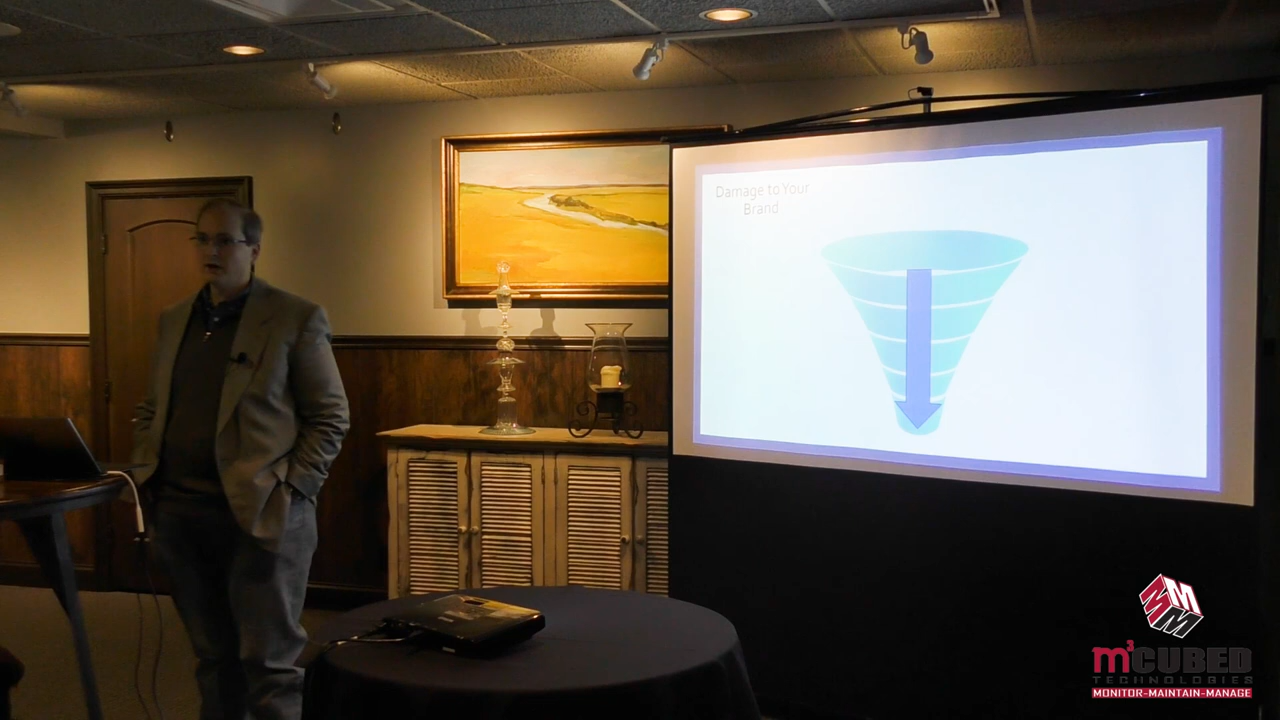 Damage to Your
Brand
M M M
m³CUBED
TECHNOLOGIES
MONITOR-MAINTAIN-MANAGE